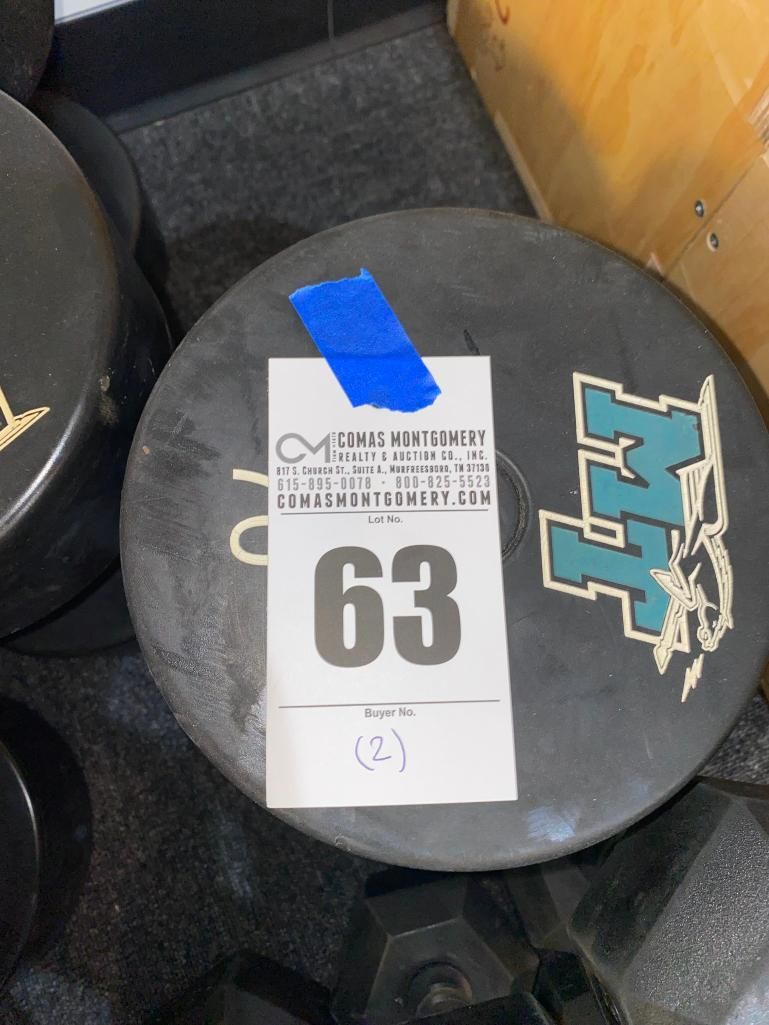 COMAS MONTGOMERY
REALTY & AUCTION CO., INC.
817 S. CHURCH ST., SUITE A., MURFREESBORO, TN 37130
615-895-0078 - 800-825-5523
COMASMONTGOMERY.COM
Lot No.
63
Buyer No.
(2)
MT